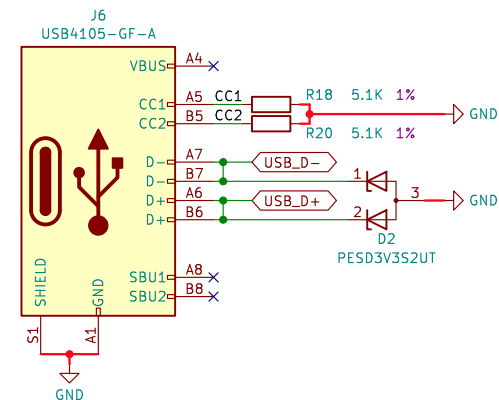 J6
USB4105-GF-A
VBUS A4
CC1 A5 CC1 R18 5.1K 1%
GND
CC2 B5 CC2 R20 5.1K 1%
D- A7 USB_D-
D- B7 1
D+ A6 USB_D+ 3 GND
D+ B6 2
D2
PESD3V3S2UT
SBU1 A8
SBU2 B8
SHIELD GND
S1 A1
GND